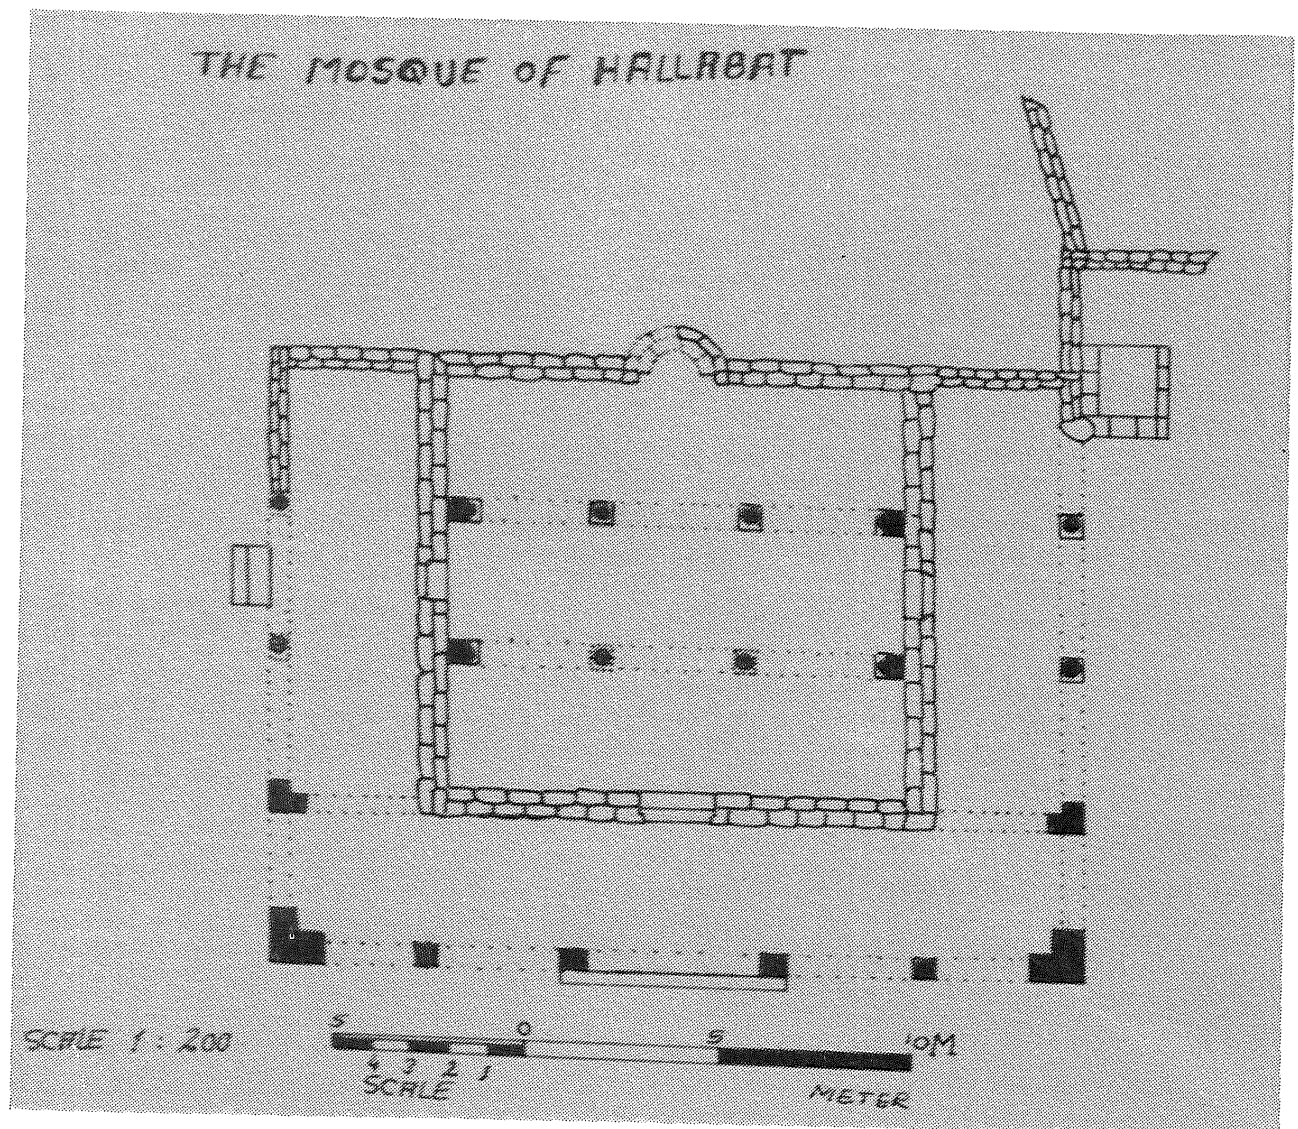 THE MOSQUE OF HALLABAT
SCALE 1 : 200
5 0 5 10M
4 3 2 1
SCALE METER